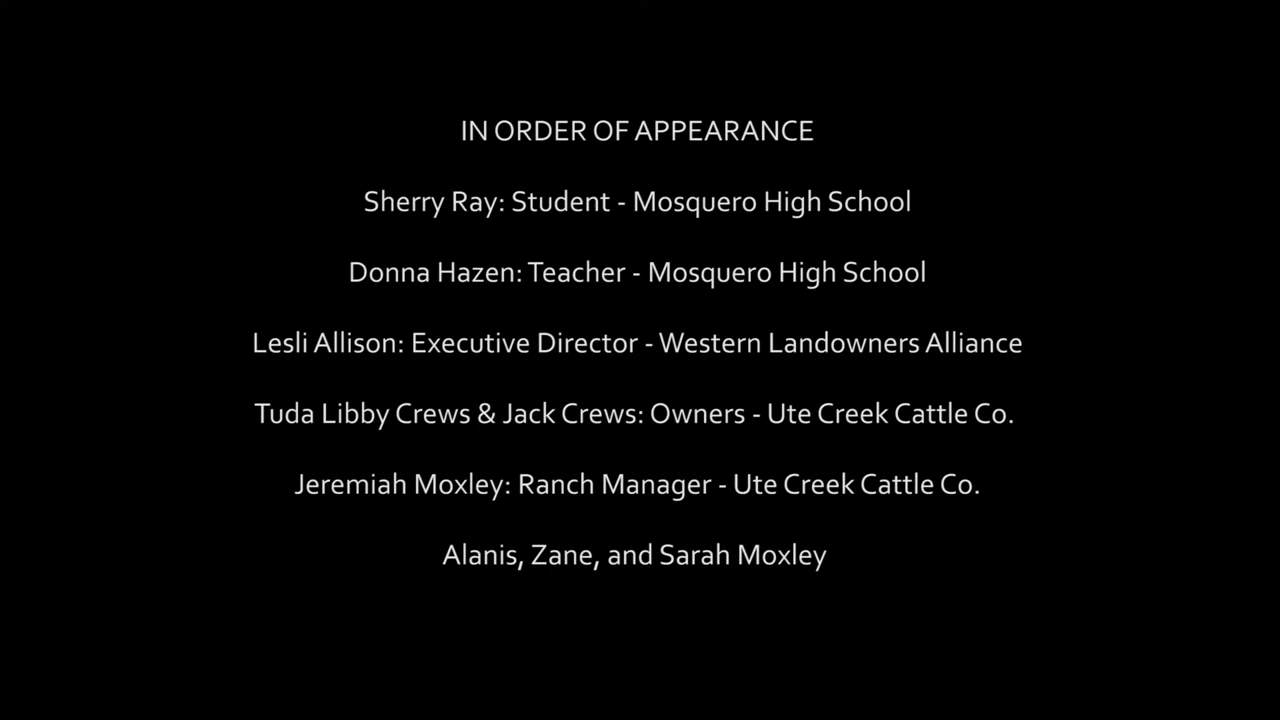 IN ORDER OF APPEARANCE
Sherry Ray: Student - Mosquero High School
Donna Hazen: Teacher - Mosquero High School
Lesli Allison: Executive Director - Western Landowners Alliance
Tuda Libby Crews & Jack Crews: Owners - Ute Creek Cattle Co.
Jeremiah Moxley: Ranch Manager - Ute Creek Cattle Co.
Alanis, Zane, and Sarah Moxley